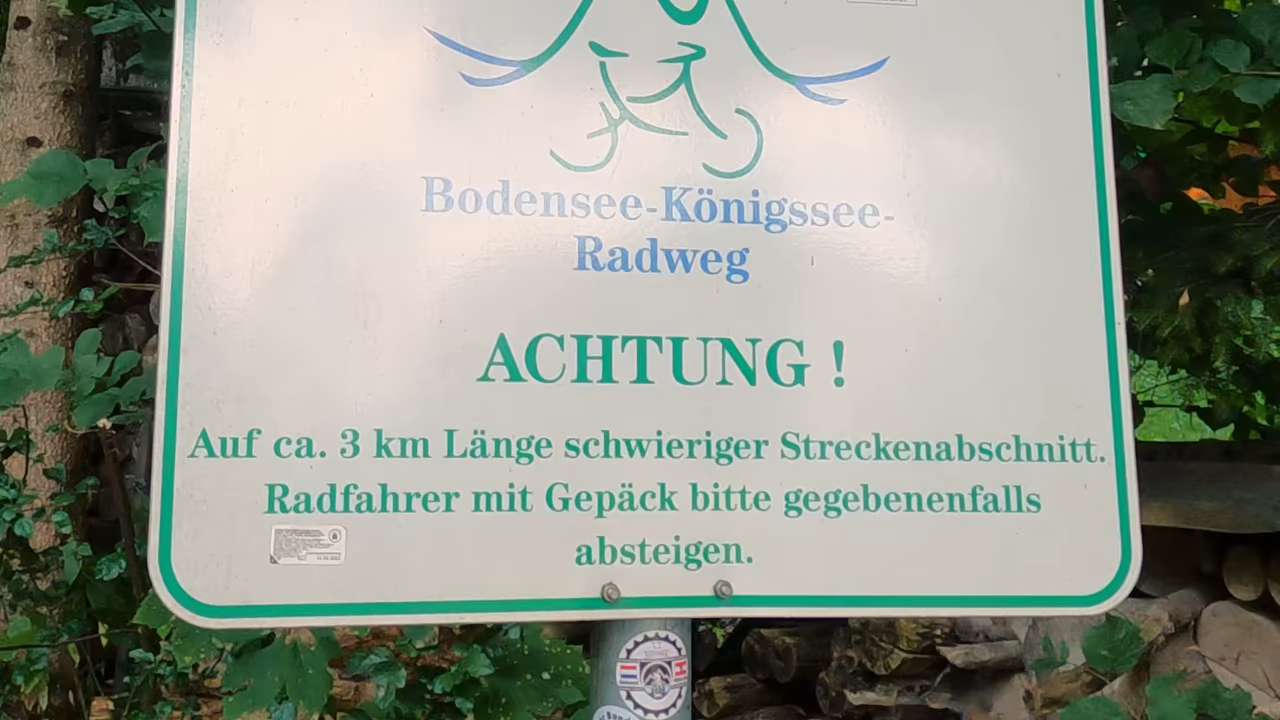 Bodensee-Königssee-
Radweg
ACHTUNG !
Auf ca. 3 km Länge schwieriger Streckenabschnitt.
Radfahrer mit Gepäck bitte gegebenenfalls
absteigen.